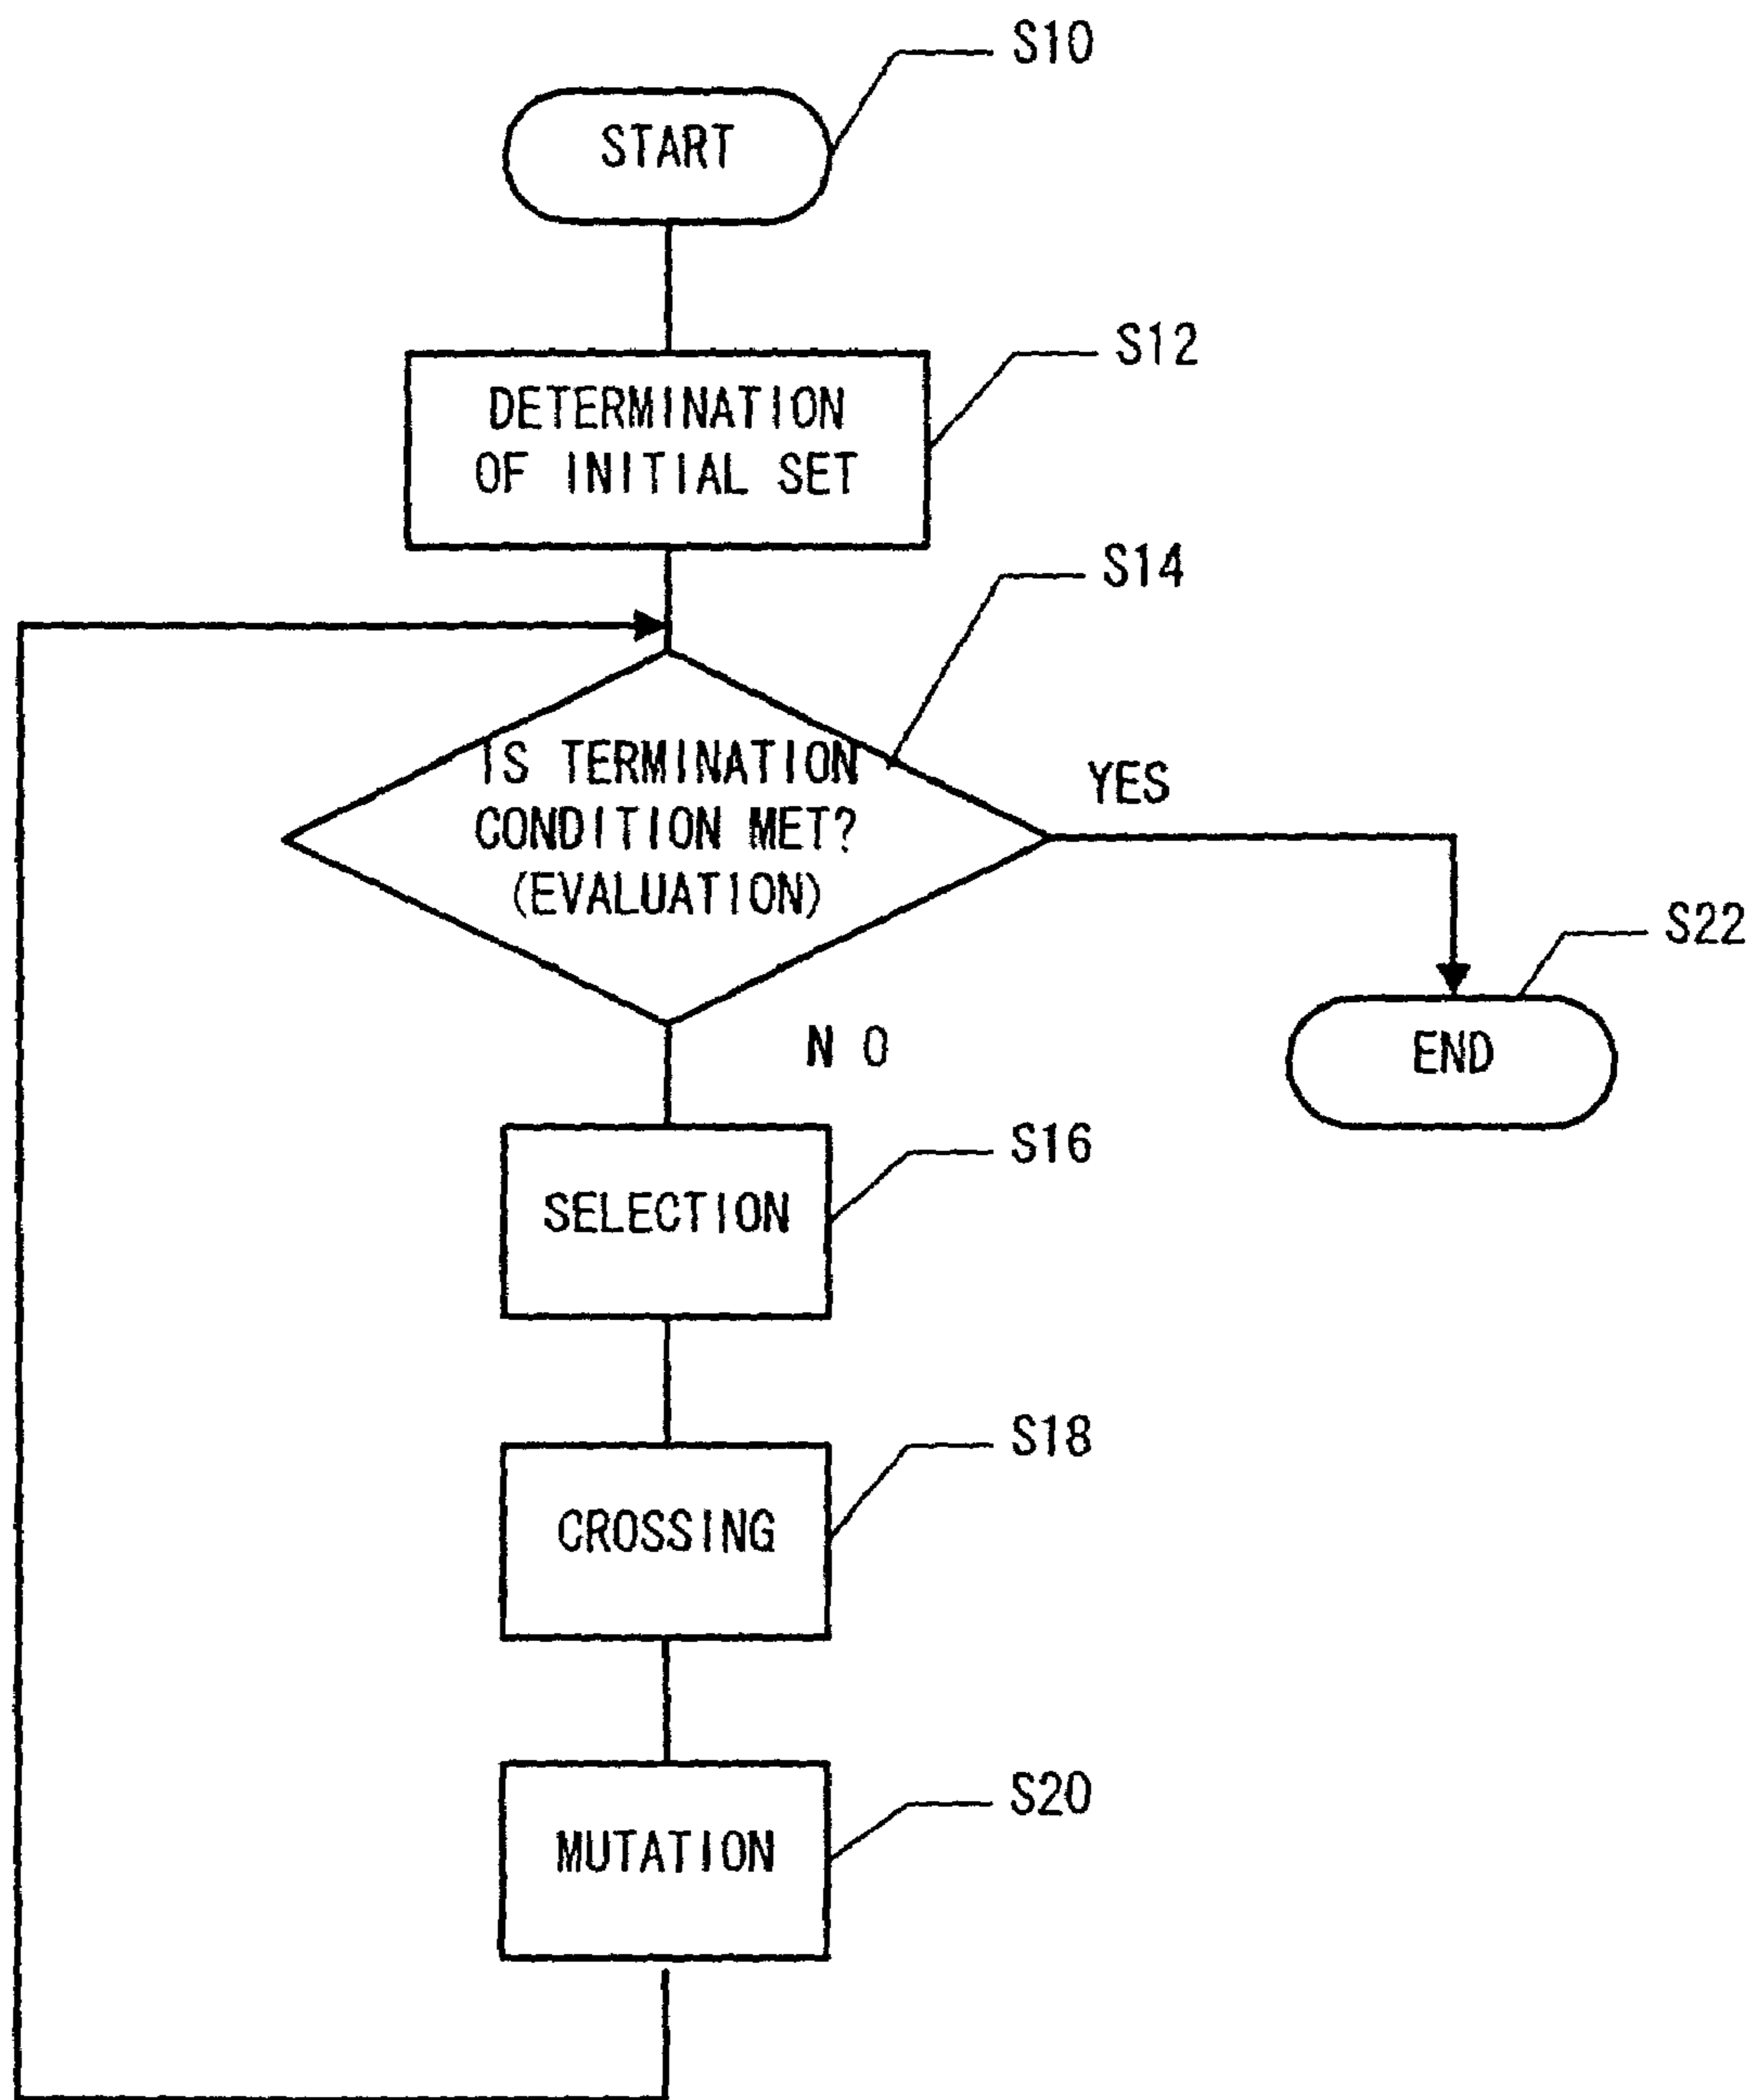 S10
START
S12
DETERMINATION
OF INITIAL SET
S14
IS TERMINATION
CONDITION MET?
(EVALUATION)
YES
S22
END
N O
S16
SELECTION
S18
CROSSING
S20
MUTATION